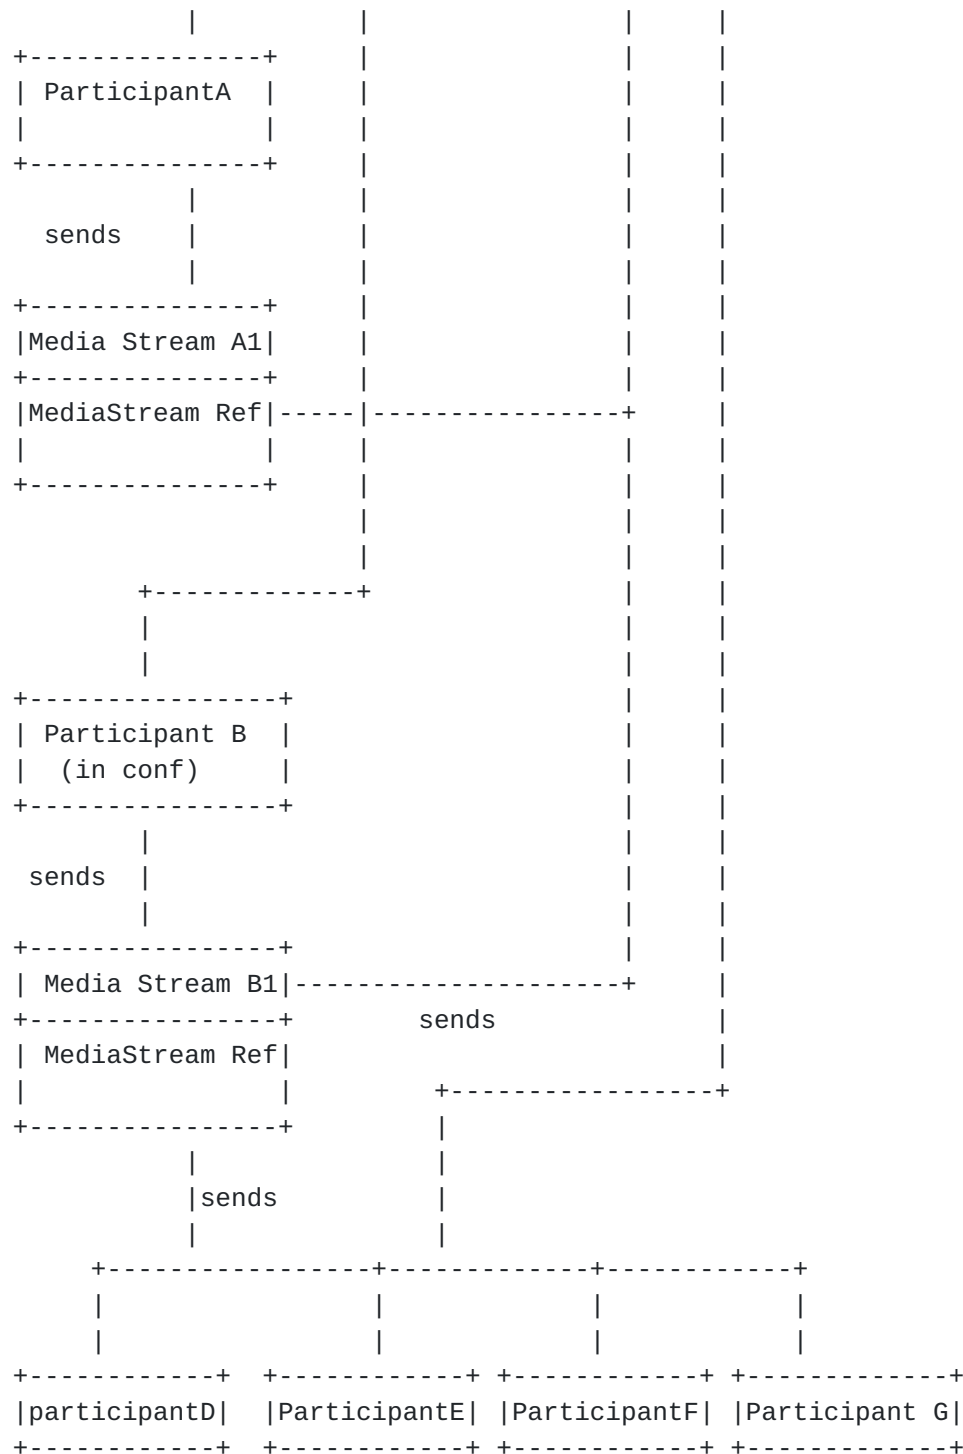 ParticipantA
sends
Media Stream A1
MediaStream Ref
Participant B
(in conf)
sends
Media Stream B1
sends
MediaStream Ref
sends
participantD ParticipantE ParticipantF Participant G